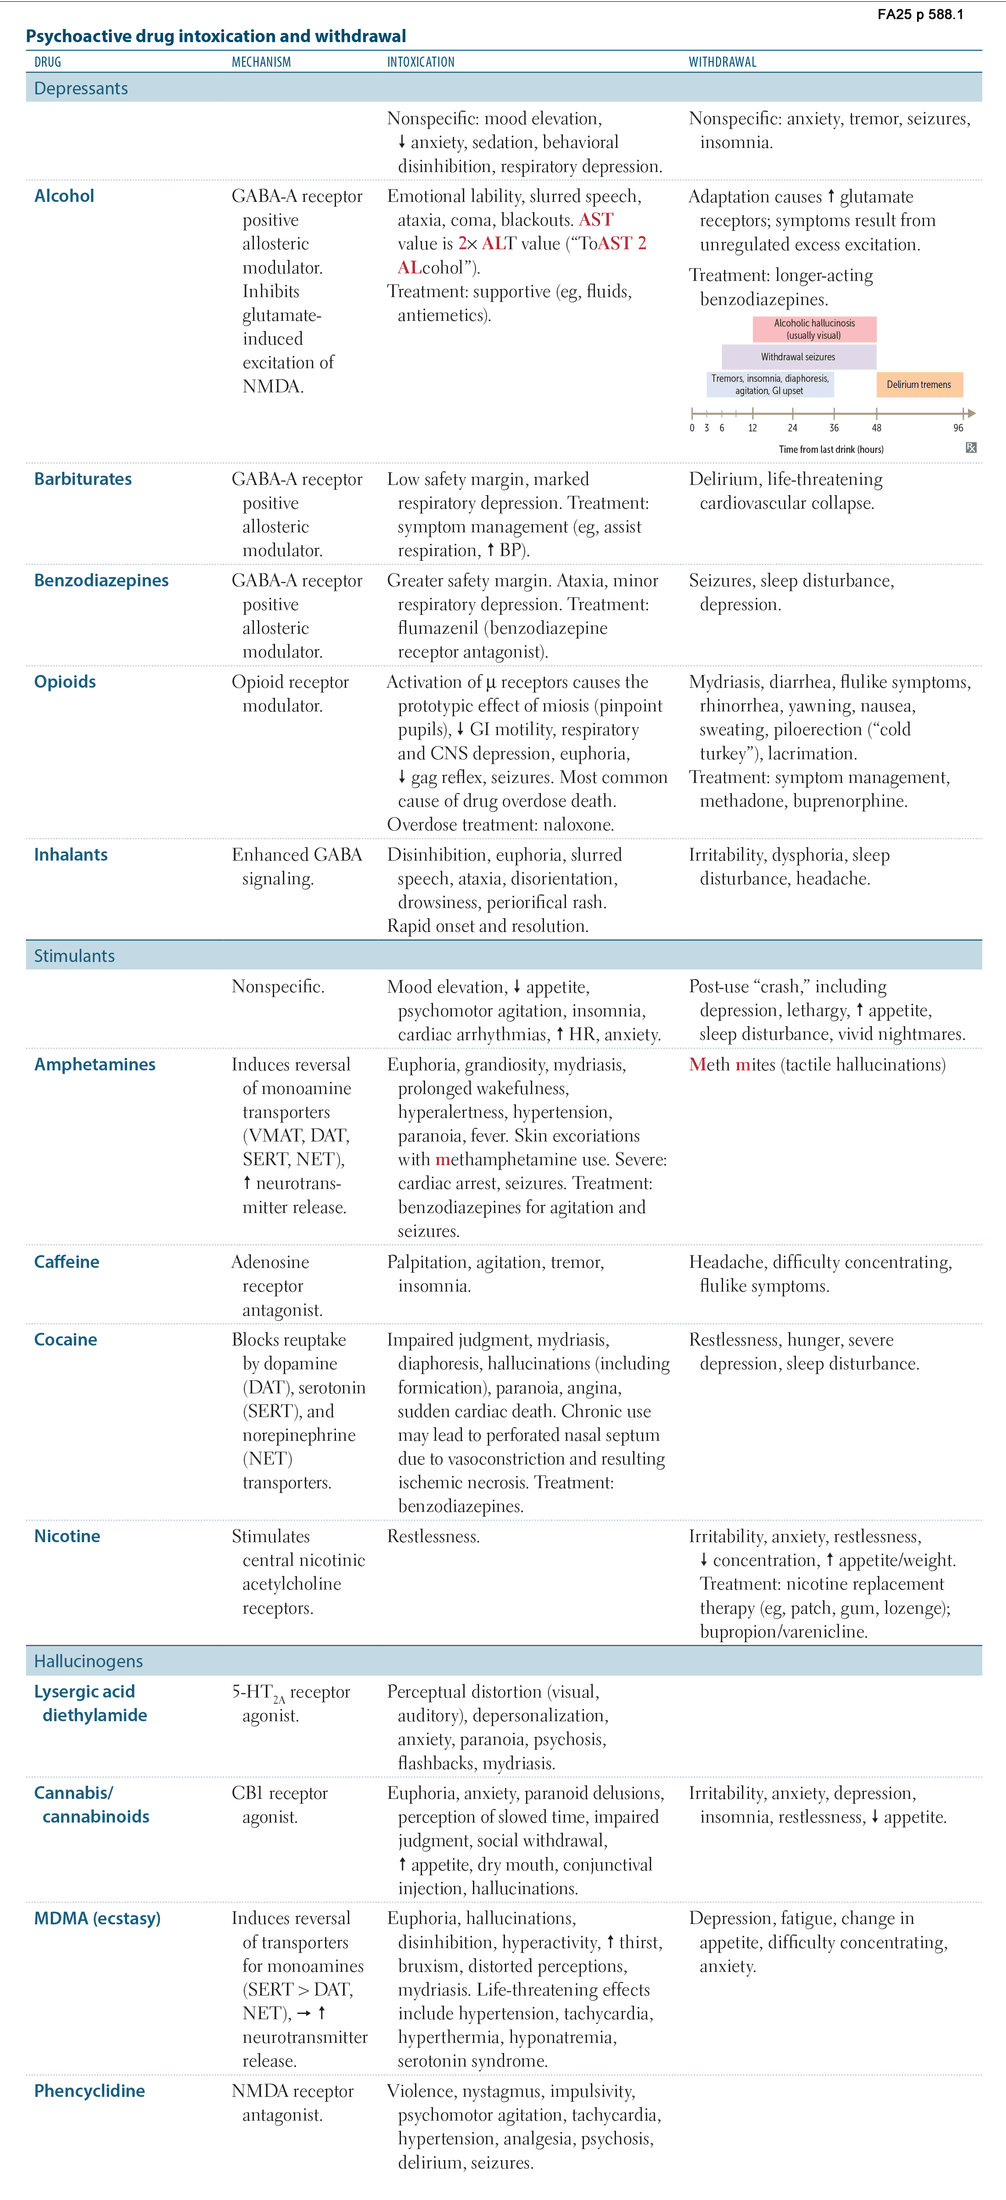 FA25 p 588.1
Psychoactive drug intoxication and withdrawal
DRUG MECHANISM INTOXICATION WITHDRAWAL
Depressants
Nonspecific: mood elevation,
↓ anxiety, sedation, behavioral
disinhibition, respiratory depression.
Nonspecific: anxiety, tremor, seizures,
insomnia.
Alcohol
GABA-A receptor
positive
allosteric
modulator.
Inhibits
glutamate-
induced
excitation of
NMDA.
Emotional lability, slurred speech,
ataxia, coma, blackouts. AST
value is 2× ALT value (“ToAST 2
ALcohol”).
Treatment: supportive (eg, fluids,
antiemetics).
Adaptation causes ↑ glutamate
receptors; symptoms result from
unregulated excess excitation.
Treatment: longer-acting
benzodiazepines.
Alcoholic hallucinosis
(usually visual)
Withdrawal seizures
Tremors, insomnia, diaphoresis,
agitation, GI upset
Delirium tremens
0 3 6 12 24 36 48 96
Time from last drink (hours)
Rx
Barbiturates
GABA-A receptor
positive
allosteric
modulator.
Low safety margin, marked
respiratory depression. Treatment:
symptom management (eg, assist
respiration, ↑ BP).
Delirium, life-threatening
cardiovascular collapse.
Benzodiazepines
GABA-A receptor
positive
allosteric
modulator.
Greater safety margin. Ataxia, minor
respiratory depression. Treatment:
flumazenil (benzodiazepine
receptor antagonist).
Seizures, sleep disturbance,
depression.
Opioids
Opioid receptor
modulator.
Activation of μ receptors causes the
prototypic effect of miosis (pinpoint
pupils), ↓ GI motility, respiratory
and CNS depression, euphoria,
↓ gag reflex, seizures. Most common
cause of drug overdose death.
Overdose treatment: naloxone.
Mydriasis, diarrhea, flulike symptoms,
rhinorrhea, yawning, nausea,
sweating, piloerection (“cold
turkey”), lacrimation.
Treatment: symptom management,
methadone, buprenorphine.
Inhalants
Enhanced GABA
signaling.
Disinhibition, euphoria, slurred
speech, ataxia, disorientation,
drowsiness, periorifical rash.
Rapid onset and resolution.
Irritability, dysphoria, sleep
disturbance, headache.
Stimulants
Nonspecific.
Mood elevation, ↓ appetite,
psychomotor agitation, insomnia,
cardiac arrhythmias, ↑ HR, anxiety.
Post-use “crash,” including
depression, lethargy, ↑ appetite,
sleep disturbance, vivid nightmares.
Amphetamines
Induces reversal
of monoamine
transporters
(VMAT, DAT,
SERT, NET),
↑ neurotrans-
mitter release.
Euphoria, grandiosity, mydriasis,
prolonged wakefulness,
hyperalertness, hypertension,
paranoia, fever. Skin excoriations
with methamphetamine use. Severe:
cardiac arrest, seizures. Treatment:
benzodiazepines for agitation and
seizures.
Meth mites (tactile hallucinations)
Caffeine
Adenosine
receptor
antagonist.
Palpitation, agitation, tremor,
insomnia.
Headache, difficulty concentrating,
flulike symptoms.
Cocaine
Blocks reuptake
by dopamine
(DAT), serotonin
(SERT), and
norepinephrine
(NET)
transporters.
Impaired judgment, mydriasis,
diaphoresis, hallucinations (including
formication), paranoia, angina,
sudden cardiac death. Chronic use
may lead to perforated nasal septum
due to vasoconstriction and resulting
ischemic necrosis. Treatment:
benzodiazepines.
Restlessness, hunger, severe
depression, sleep disturbance.
Nicotine
Stimulates
central nicotinic
acetylcholine
receptors.
Restlessness.
Irritability, anxiety, restlessness,
↓ concentration, ↑ appetite/weight.
Treatment: nicotine replacement
therapy (eg, patch, gum, lozenge);
bupropion/varenicline.
Hallucinogens
Lysergic acid
diethylamide
5-HT2A receptor
agonist.
Perceptual distortion (visual,
auditory), depersonalization,
anxiety, paranoia, psychosis,
flashbacks, mydriasis.
Cannabis/
cannabinoids
CB1 receptor
agonist.
Euphoria, anxiety, paranoid delusions,
perception of slowed time, impaired
judgment, social withdrawal,
↑ appetite, dry mouth, conjunctival
injection, hallucinations.
Irritability, anxiety, depression,
insomnia, restlessness, ↓ appetite.
MDMA (ecstasy)
Induces reversal
of transporters
for monoamines
(SERT > DAT,
NET), → ↑
neurotransmitter
release.
Euphoria, hallucinations,
disinhibition, hyperactivity, ↑ thirst,
bruxism, distorted perceptions,
mydriasis. Life-threatening effects
include hypertension, tachycardia,
hyperthermia, hyponatremia,
serotonin syndrome.
Depression, fatigue, change in
appetite, difficulty concentrating,
anxiety.
Phencyclidine
NMDA receptor
antagonist.
Violence, nystagmus, impulsivity,
psychomotor agitation, tachycardia,
hypertension, analgesia, psychosis,
delirium, seizures.